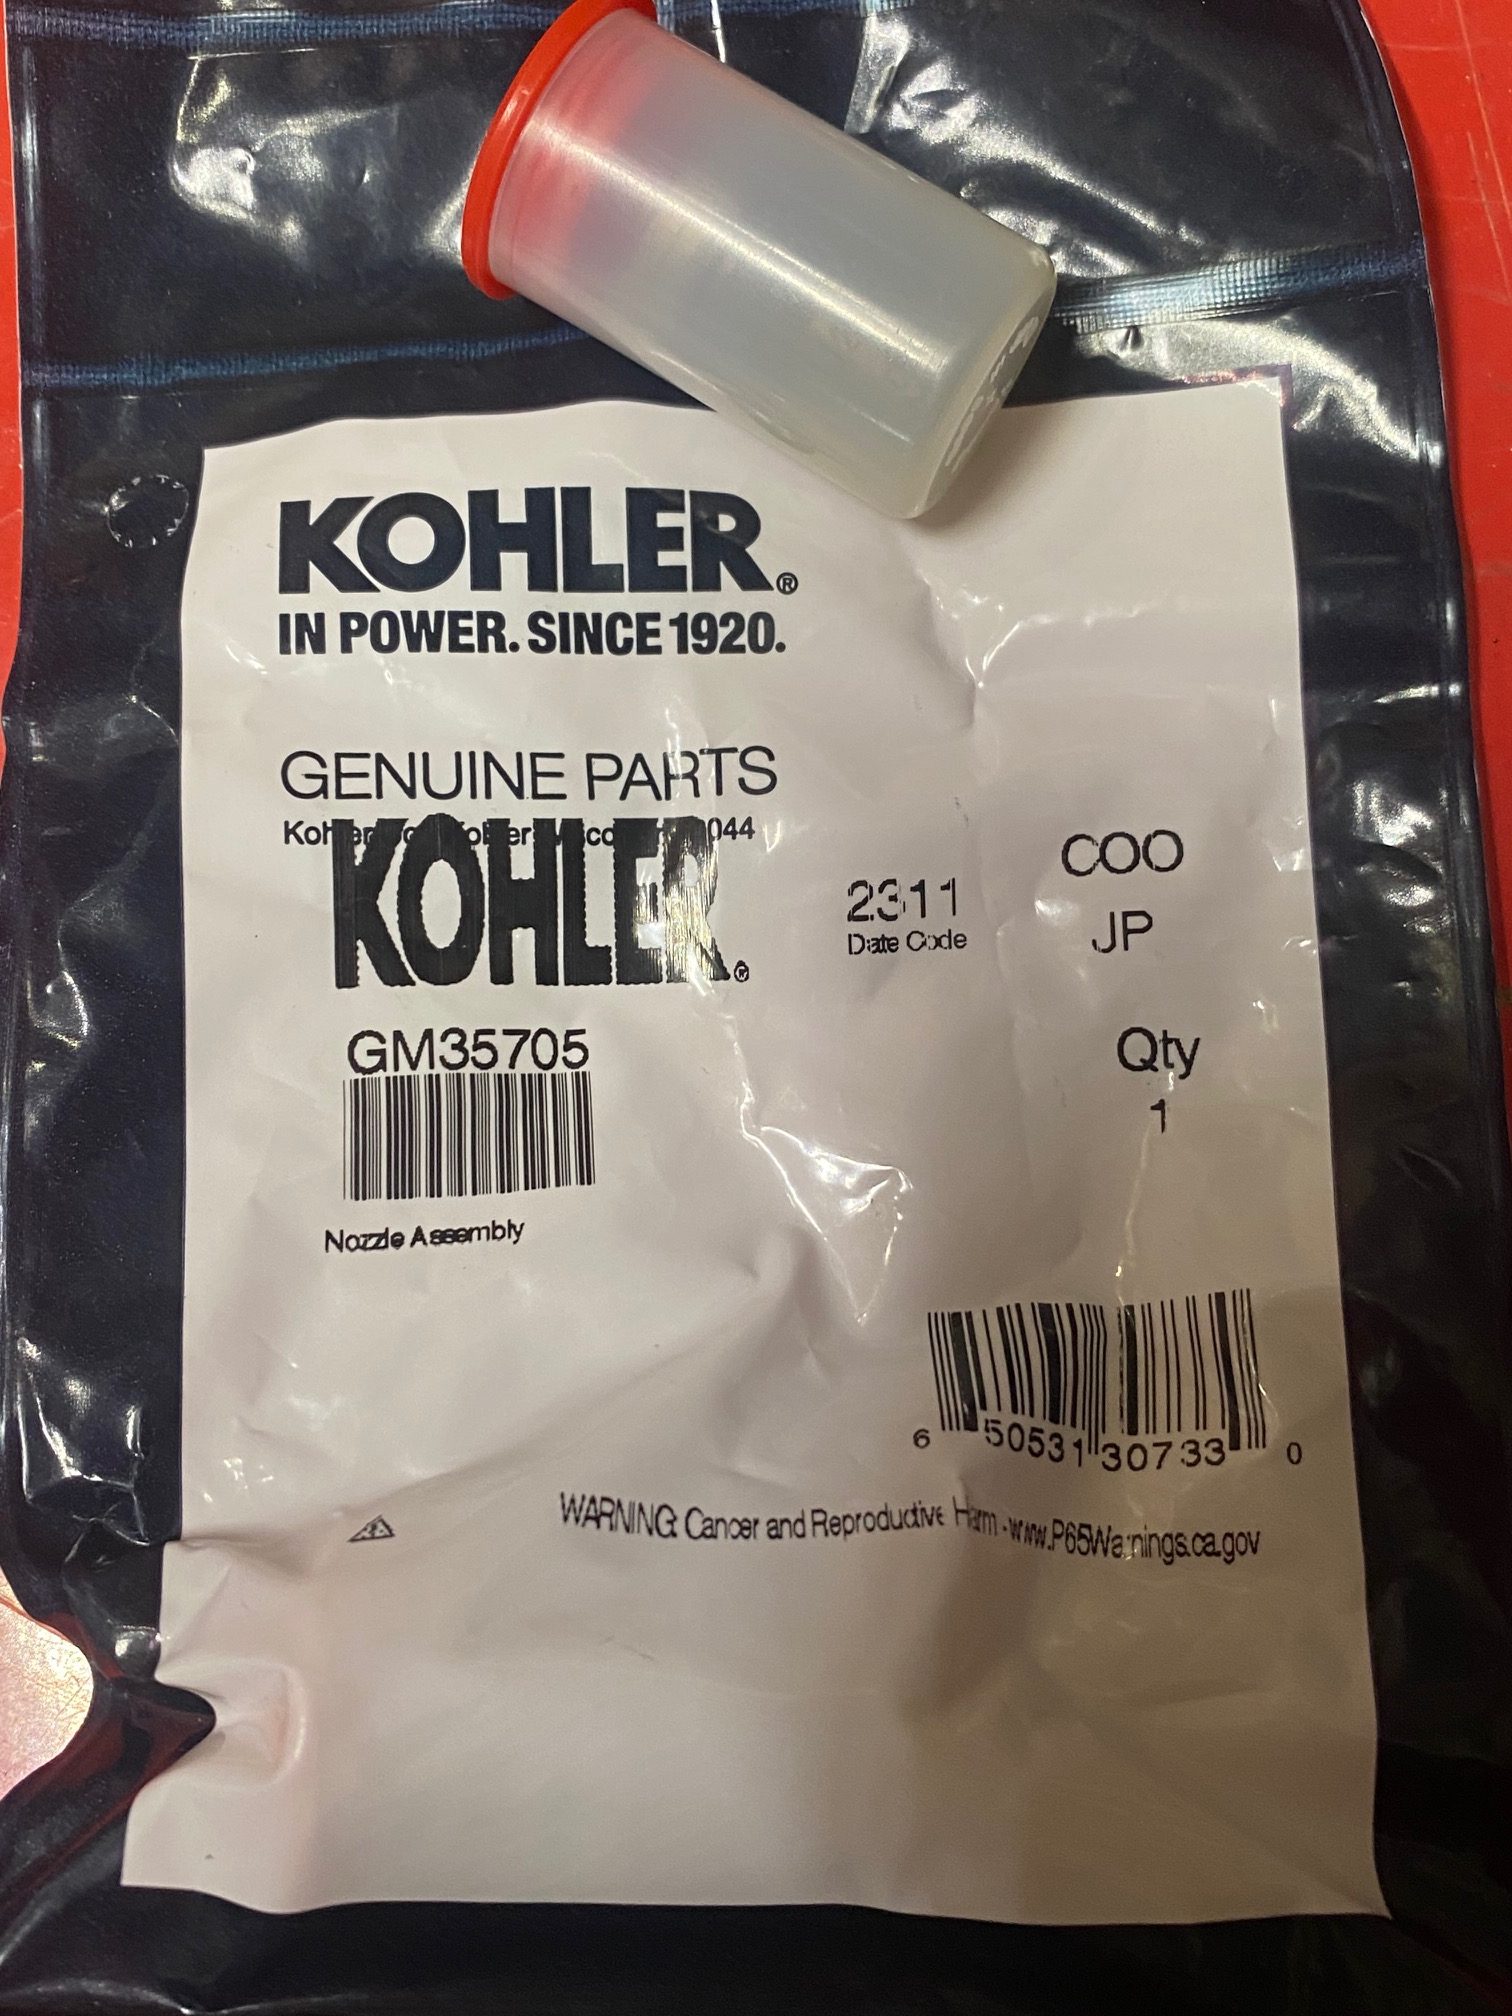 KOHLER®
IN POWER. SINCE 1920.
GENUINE PARTS
044
KOHLER®
2311
Date Code
COO
JP
GM35705
Qty
1
Nozzle Assembly
6 50531 30733 0
WARNING: Cancer and Reproductive Harm - www.P65Warnings.ca.gov